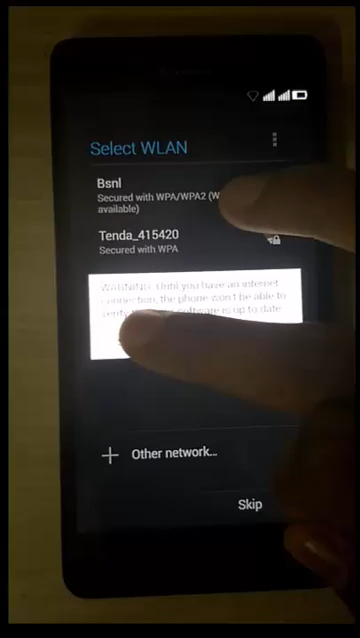 Select WLAN
Bsnl
Secured with WPA/WPA2 (W
available)
Tenda_415420
Secured with WPA
WARNING: Until you have an internet
connection, the phone won't be able to
verify software is up to date
Other network...
Skip